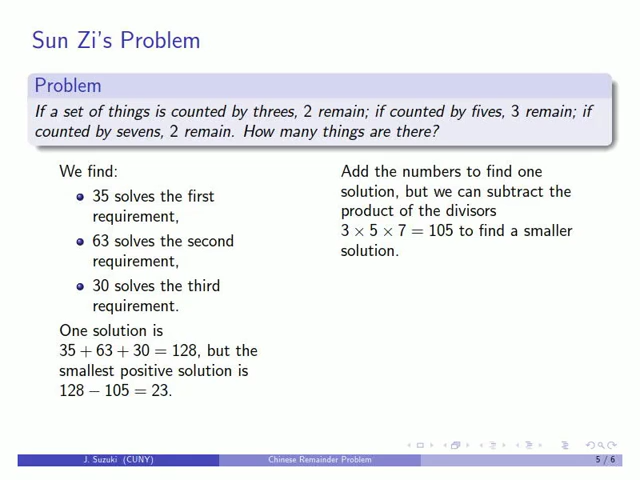 Sun Zi's Problem
Problem
If a set of things is counted by threes, 2 remain; if counted by fives, 3 remain; if
counted by sevens, 2 remain. How many things are there?
We find:
35 solves the first
requirement,
63 solves the second
requirement,
30 solves the third
requirement.
One solution is
35 + 63 + 30 = 128, but the
smallest positive solution is
128 − 105 = 23.
Add the numbers to find one
solution, but we can subtract the
product of the divisors
3 × 5 × 7 = 105 to find a smaller
solution.
J. Suzuki (CUNY)
Chinese Remainder Problem
5 / 6